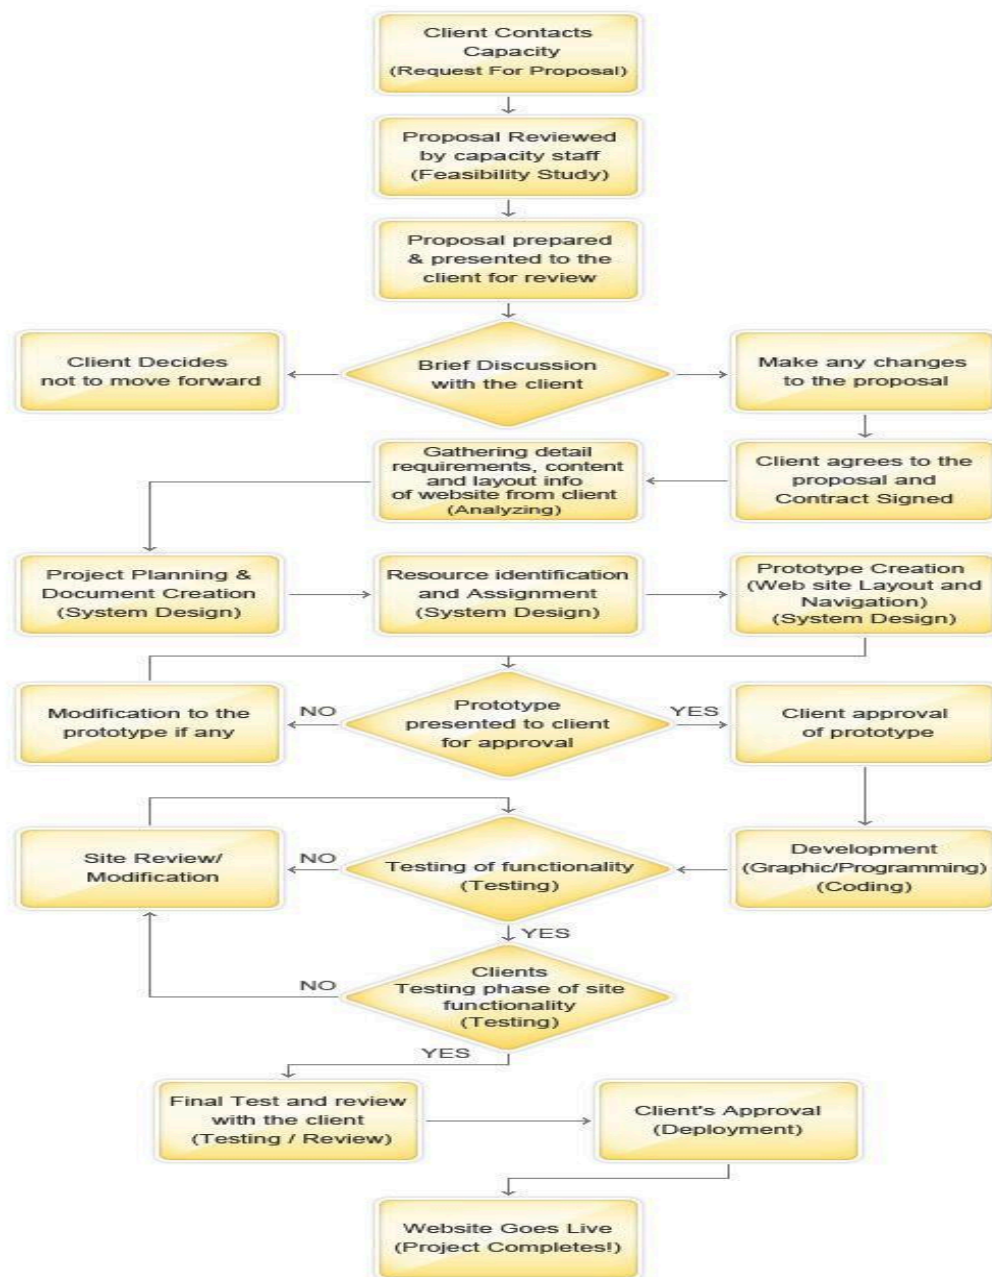 Client Contacts
Capacity
(Request For Proposal)
Proposal Reviewed
by capacity staff
(Feasibility Study)
Proposal prepared
& presented to the
client for review
Client Decides
not to move forward
Brief Discussion
with the client
Make any changes
to the proposal
Gathering detail
requirements, content
and layout info
of website from client
(Analyzing)
Client agrees to the
proposal and
Contract Signed
Project Planning &
Document Creation
(System Design)
Resource identification
and Assignment
(System Design)
Prototype Creation
(Web site Layout and
Navigation)
(System Design)
Modification to the
prototype if any
NO
Prototype
presented to client
for approval
YES
Client approval
of prototype
Site Review/
Modification
NO
Testing of functionality
(Testing)
Development
(Graphic/Programming)
(Coding)
YES
NO
Clients
Testing phase of site
functionality
(Testing)
YES
Final Test and review
with the client
(Testing / Review)
Client's Approval
(Deployment)
Website Goes Live
(Project Completes!)